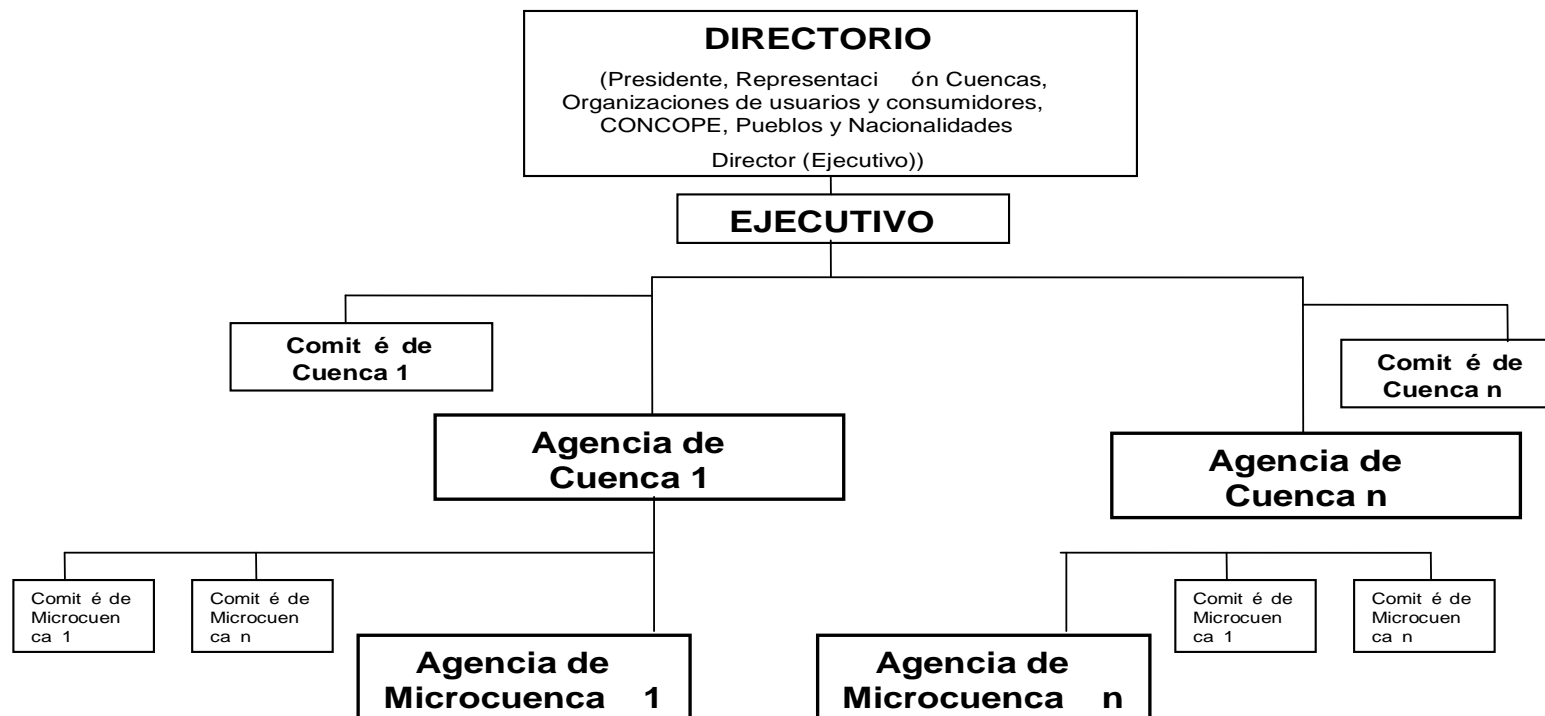 DIRECTORIO
(Presidente, Representaci ón Cuencas,
Organizaciones de usuarios y consumidores,
CONCOPE, Pueblos y Nacionalidades
Director (Ejecutivo))
EJECUTIVO
Comit é de
Cuenca 1
Comit é de
Cuenca n
Agencia de
Cuenca 1
Agencia de
Cuenca n
Comit é de
Microcuen
ca 1
Comit é de
Microcuen
ca n
Comit é de
Microcuen
ca 1
Comit é de
Microcuen
ca n
Agencia de
Microcuenca 1
Agencia de
Microcuenca n